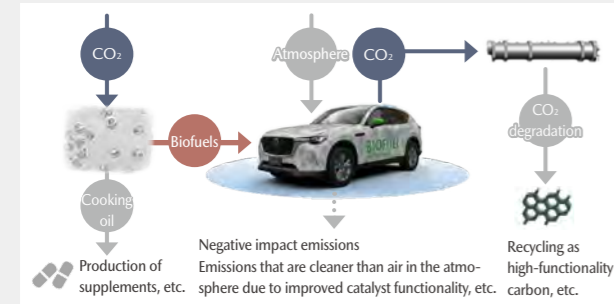 CO₂
Atmosphere
CO₂
Biofuels
BIOFUEL
CO₂
degradation
Cooking
oil
Production of
supplements, etc.
Negative impact emissions
Emissions that are cleaner than air in the atmo-
sphere due to improved catalyst functionality, etc.
Recycling as
high-functionality
carbon, etc.